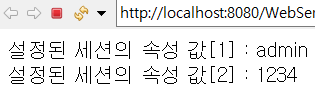 http://localhost:8080/WebSer
설정된 세션의 속성 값[1] : admin
설정된 세션의 속성 값[2] : 1234